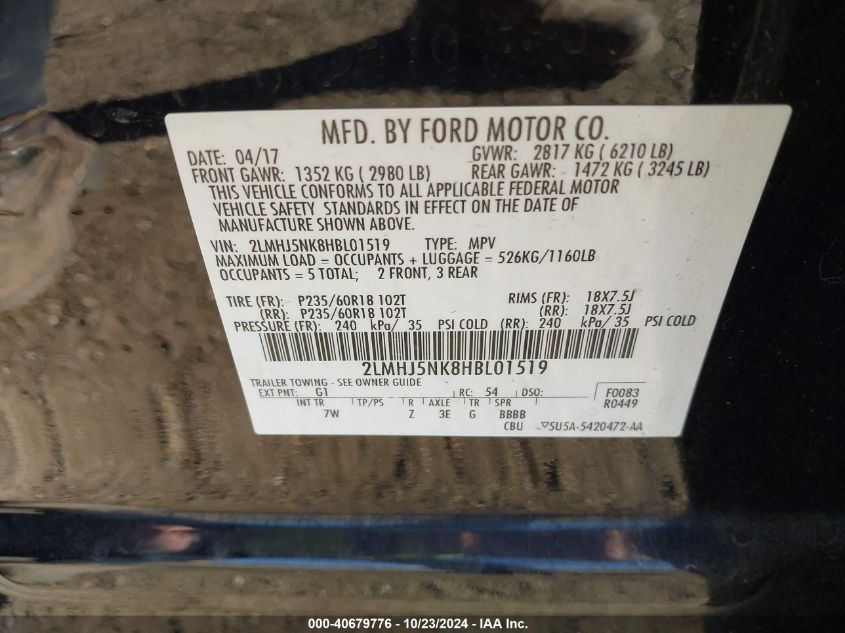 MFD. BY FORD MOTOR CO.
DATE: 04/17 GVWR: 2817 KG ( 6210 LB)
FRONT GAWR: 1352 KG ( 2980 LB) REAR GAWR: 1472 KG ( 3245 LB)
THIS VEHICLE CONFORMS TO ALL APPLICABLE FEDERAL MOTOR
VEHICLE SAFETY STANDARDS IN EFFECT ON THE DATE OF
MANUFACTURE SHOWN ABOVE.
VIN: 2LMHJ5NK8HBL01519 TYPE: MPV
MAXIMUM LOAD = OCCUPANTS + LUGGAGE = 526KG/1160LB
OCCUPANTS = 5 TOTAL; 2 FRONT, 3 REAR
TIRE (FR): P235/60R18 102T RIMS (FR): 18X7.5J
(RR): P235/60R18 102T (RR): 18X7.5J
PRESSURE (FR): 240 kPa/ 35 PSI COLD (RR): 240 kPa/ 35 PSI COLD
2LMHJ5NK8HBL01519
TRAILER TOWING - SEE OWNER GUIDE
EXT PNT: G1 RC: 54 DSO: F0083
INT TR TP/PS R AXLE TR SPR R0449
7W Z 3E G BBBB
CBU ▽5U5A-5420472-AA
000-40679776 - 10/23/2024 - IAA Inc.